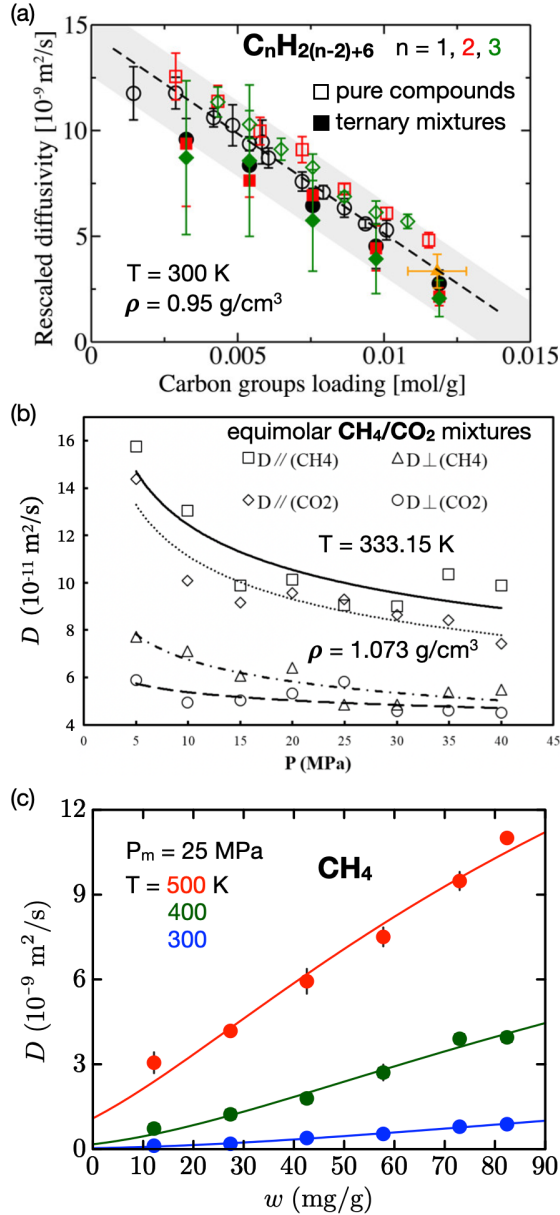 (a)
15
10
5
0
Rescaled diffusivity [10⁻⁹ m²/s]
CₙH₂₍ₙ₋₂₎₊₆ n = 1, 2, 3
pure compounds
ternary mixtures
T = 300 K
ρ = 0.95 g/cm³
0 0.005 0.01 0.015
Carbon groups loading [mol/g]
(b)
16
14
12
10
8
6
4
D (10⁻¹¹ m²/s)
equimolar CH₄/CO₂ mixtures
D∕∕(CH4) D⊥(CH4)
D∕∕(CO2) D⊥(CO2)
T = 333.15 K
ρ = 1.073 g/cm³
0 5 10 15 20 25 30 35 40 45
P (MPa)
(c)
12
9
6
3
0
D (10⁻⁹ m²/s)
Pₘ = 25 MPa
CH₄
T = 500 K
400
300
0 10 20 30 40 50 60 70 80 90
w (mg/g)